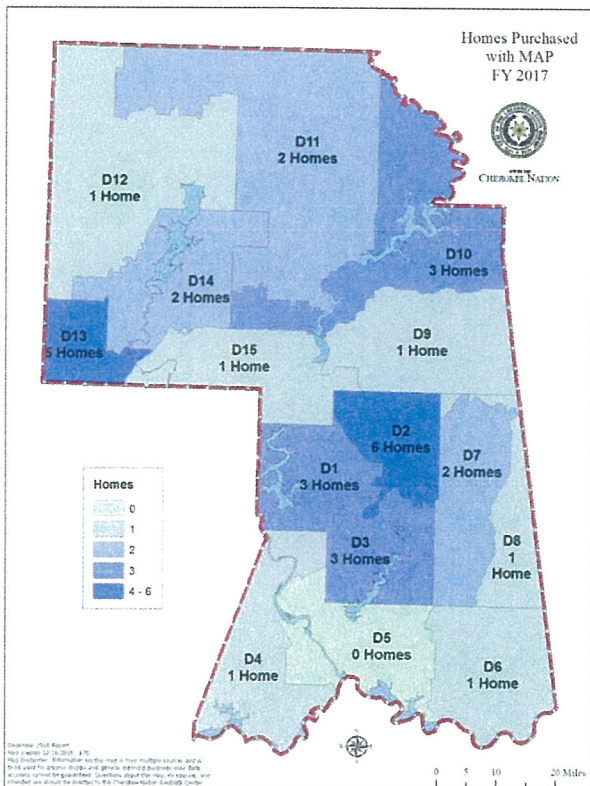 Homes Purchased
with MAP
FY 2017
CHEROKEE NATION
D11
2 Homes
D12
1 Home
D10
3 Homes
D14
2 Homes
D13
5 Homes
D9
1 Home
D15
1 Home
D2
6 Homes
D7
2 Homes
D1
3 Homes
D3
3 Homes
D8
1
Home
D5
0 Homes
D4
1 Home
D6
1 Home
Homes
0
1
2
3
4 - 6
0 5 10 20 Miles